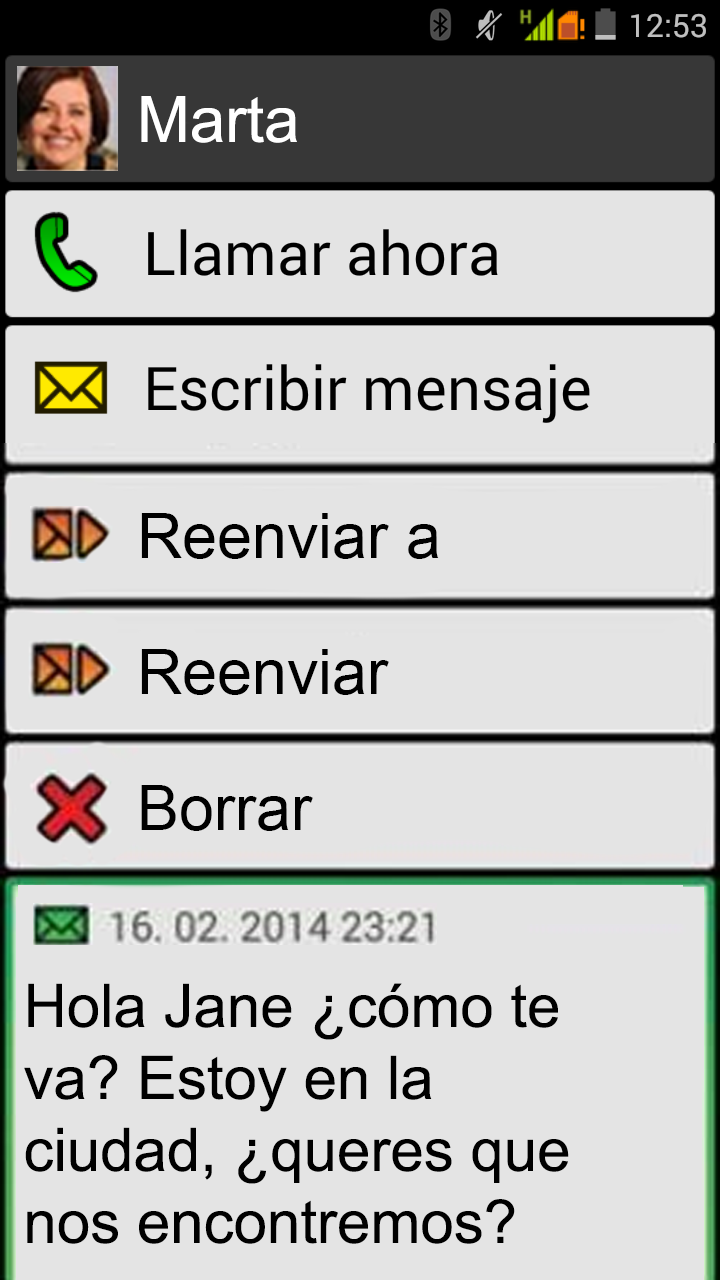 H 12:53
Marta
Llamar ahora
Escribir mensaje
Reenviar a
Reenviar
Borrar
16. 02. 2014 23:21
Hola Jane ¿cómo te
va? Estoy en la
ciudad, ¿queres que
nos encontremos?